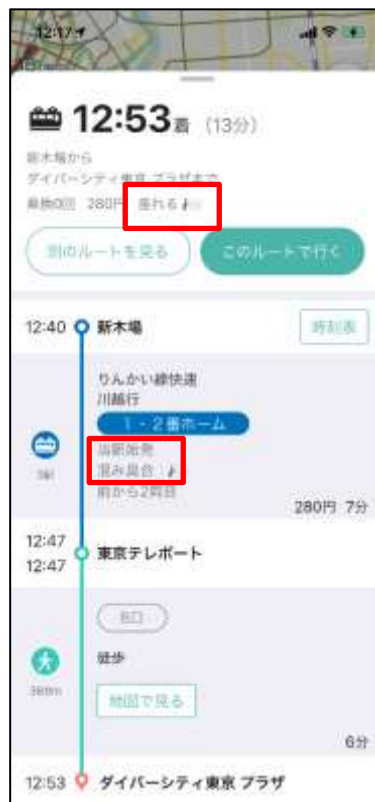 12:17
12:53着 (13分)
新木場から
ダイバーシティ東京 プラザまで
乗換0回 280円 座れる
別のルートを見る
このルートで行く
12:40 新木場
時刻表
りんかい線快速
川越行
1・2番ホーム
当駅始発
混み具合:
前から2両目
280円 7分
12:47
12:47
東京テレポート
徒歩
地図で見る
6分
12:53 ダイバーシティ東京 プラザ